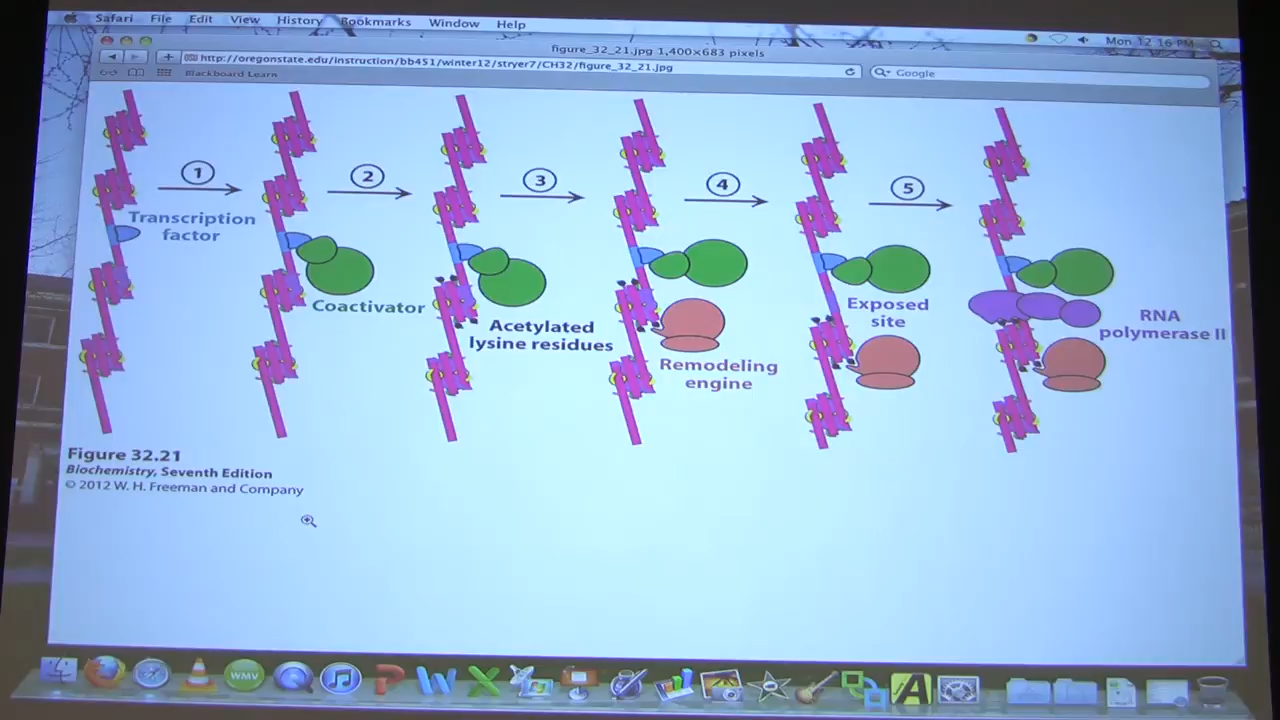 Safari File Edit View History Bookmarks Window Help
Mon 12:16 PM
figure_32_21.jpg 1,400×683 pixels
http://oregonstate.edu/instruction/bb451/winter12/stryer7/CH32/figure_32_21.jpg
Google
Blackboard Learn
1
2
3
4
5
Transcription
factor
Coactivator
Acetylated
lysine residues
Remodeling
engine
Exposed
site
RNA
polymerase II
Figure 32.21
Biochemistry, Seventh Edition
© 2012 W. H. Freeman and Company
WMV